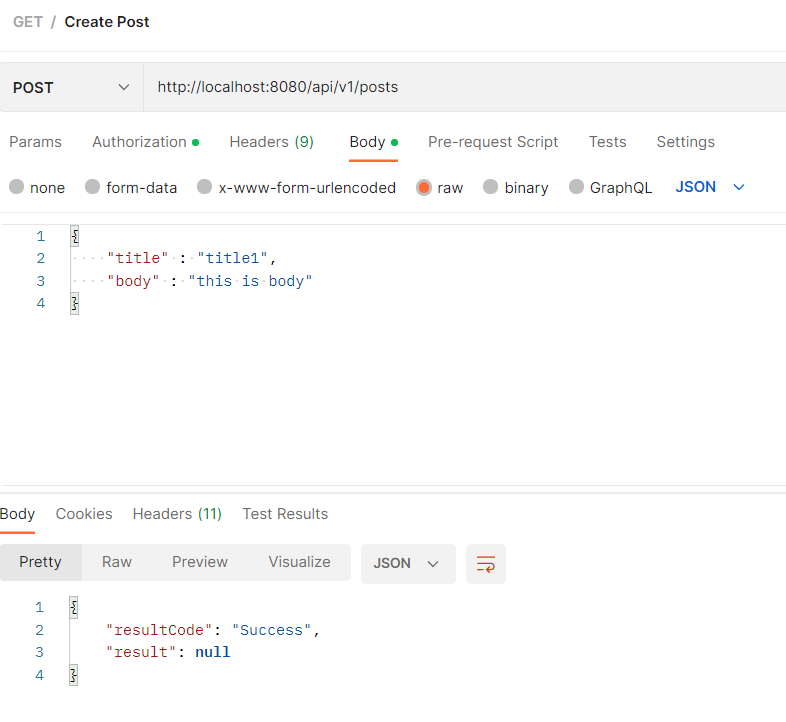 GET / Create Post
POST http://localhost:8080/api/v1/posts
Params Authorization Headers (9) Body Pre-request Script Tests Settings
none form-data x-www-form-urlencoded raw binary GraphQL JSON
1 {
2 "title" : "title1",
3 "body" : "this is body"
4 }
Body Cookies Headers (11) Test Results
Pretty Raw Preview Visualize JSON
1 {
2 "resultCode": "Success",
3 "result": null
4 }